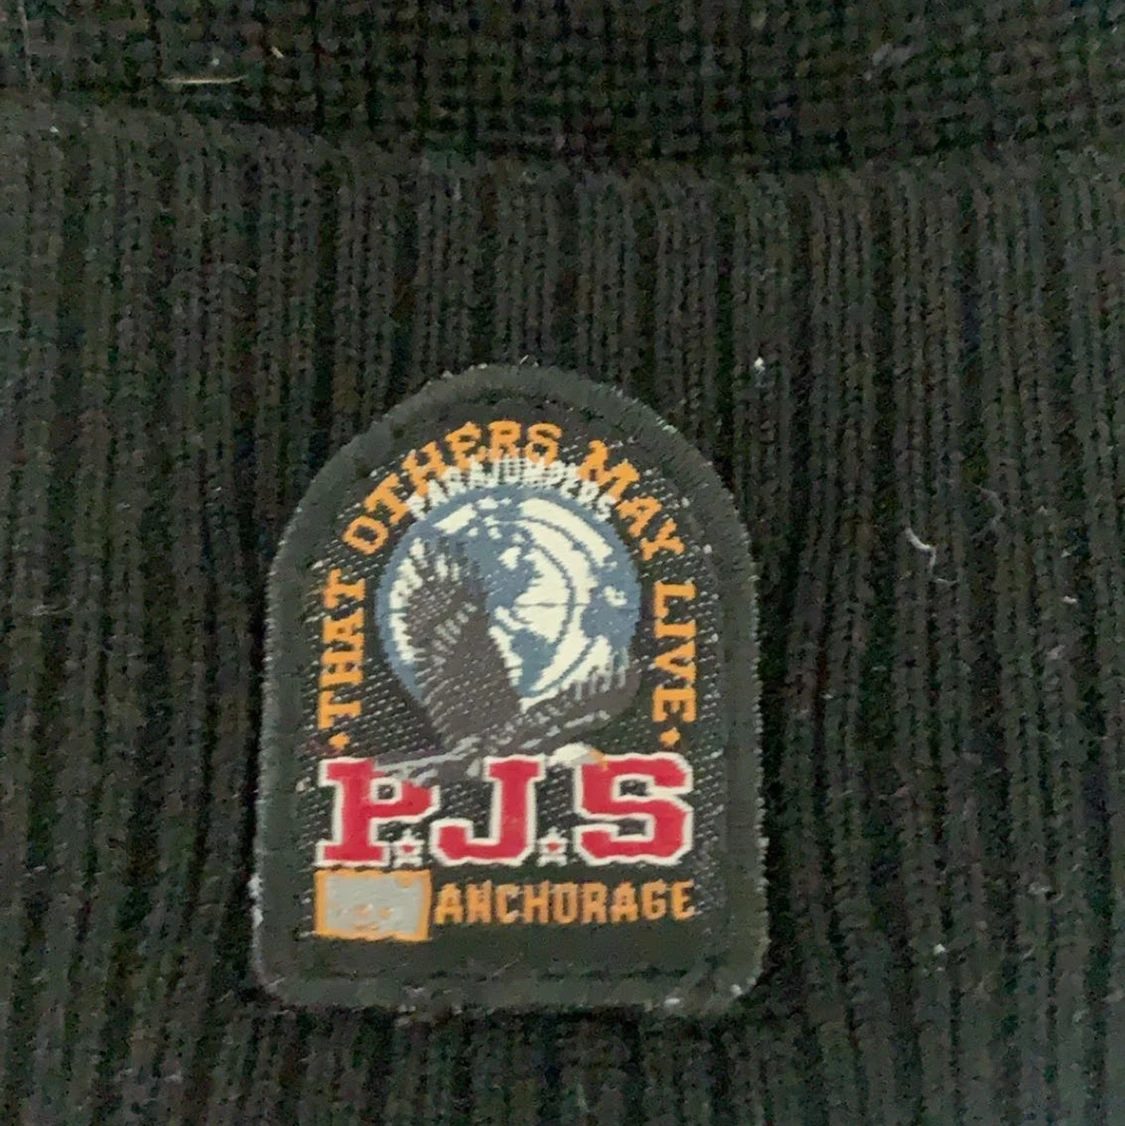 • THAT OTHERS MAY LIVE •
PARAJUMPERS
P.J.S
ANCHORAGE